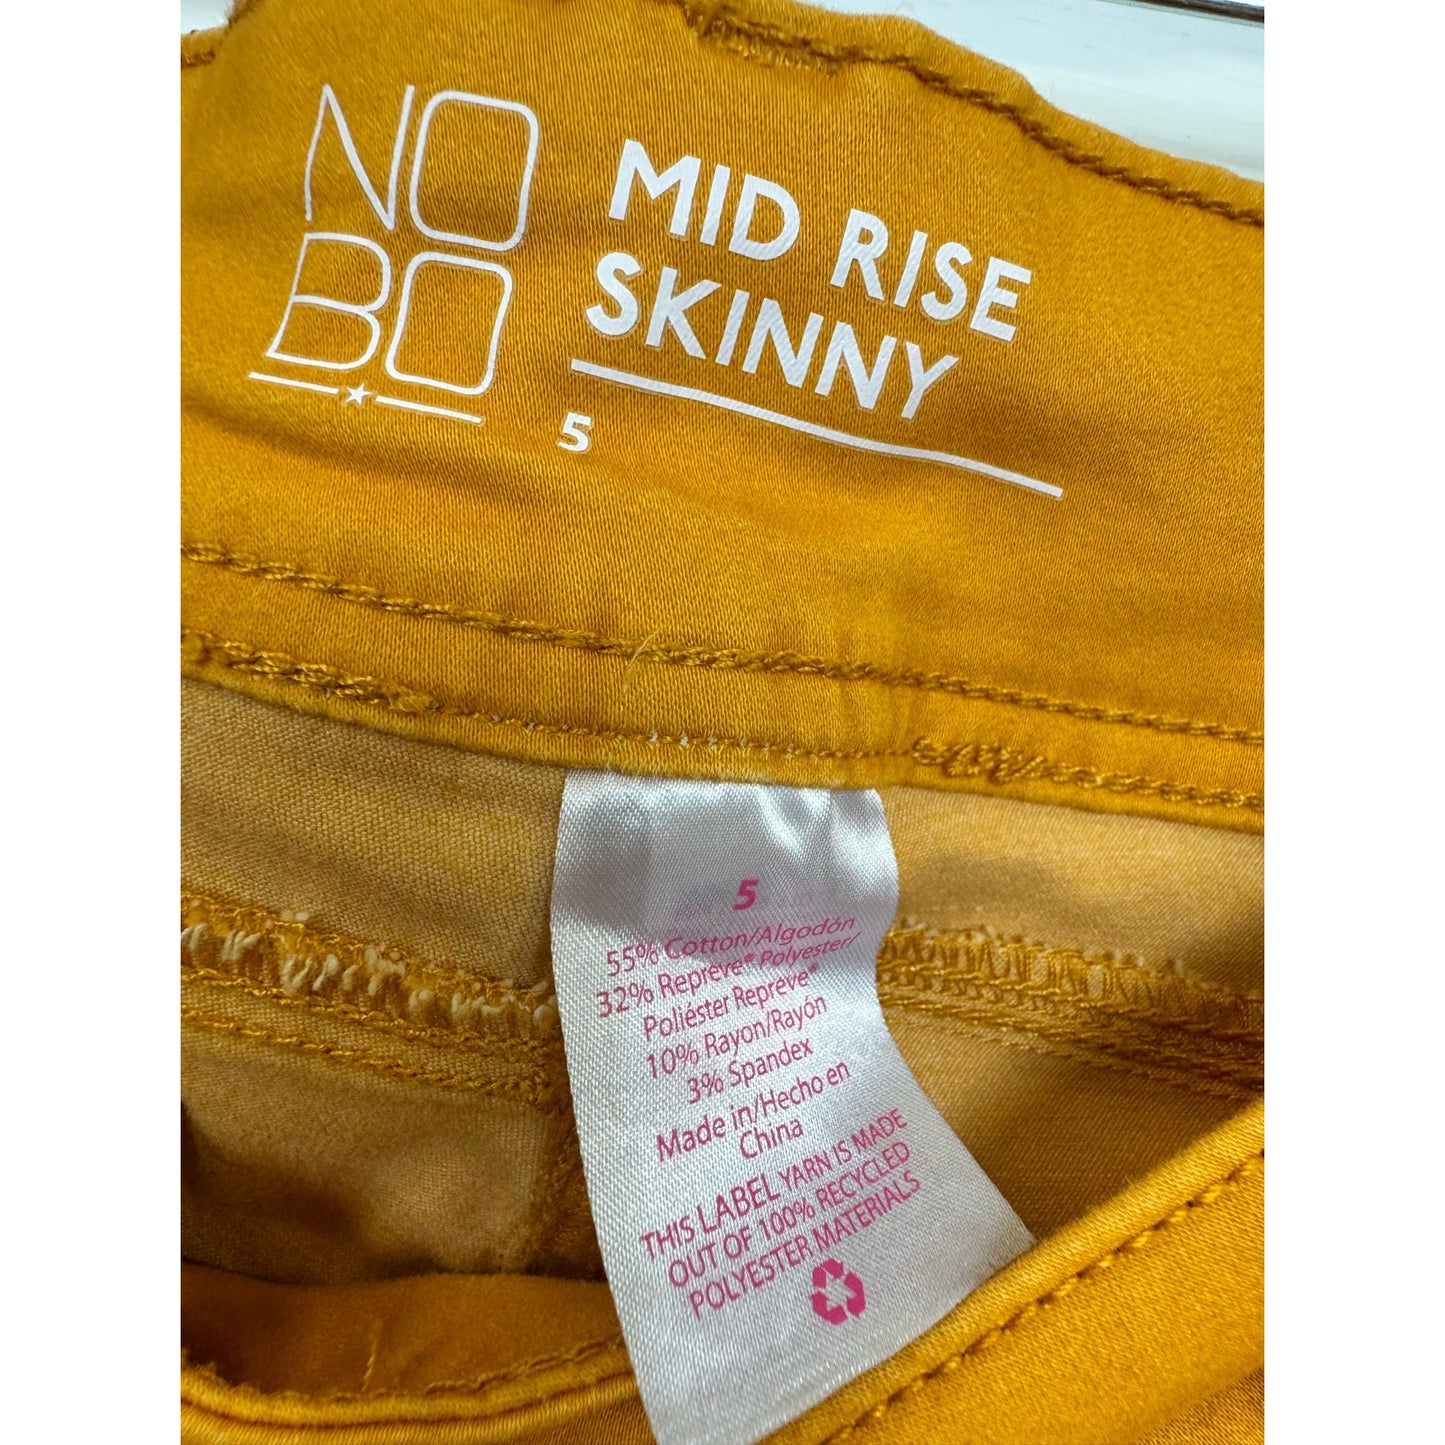 NO
BO
MID RISE
SKINNY
5
5
55% Cotton/Algodón
32% Repreve® Polyester/
Poliéster Repreve®
10% Rayon/Rayón
3% Spandex
Made in/Hecho en
China
THIS LABEL YARN IS MADE
OUT OF 100% RECYCLED
POLYESTER MATERIALS